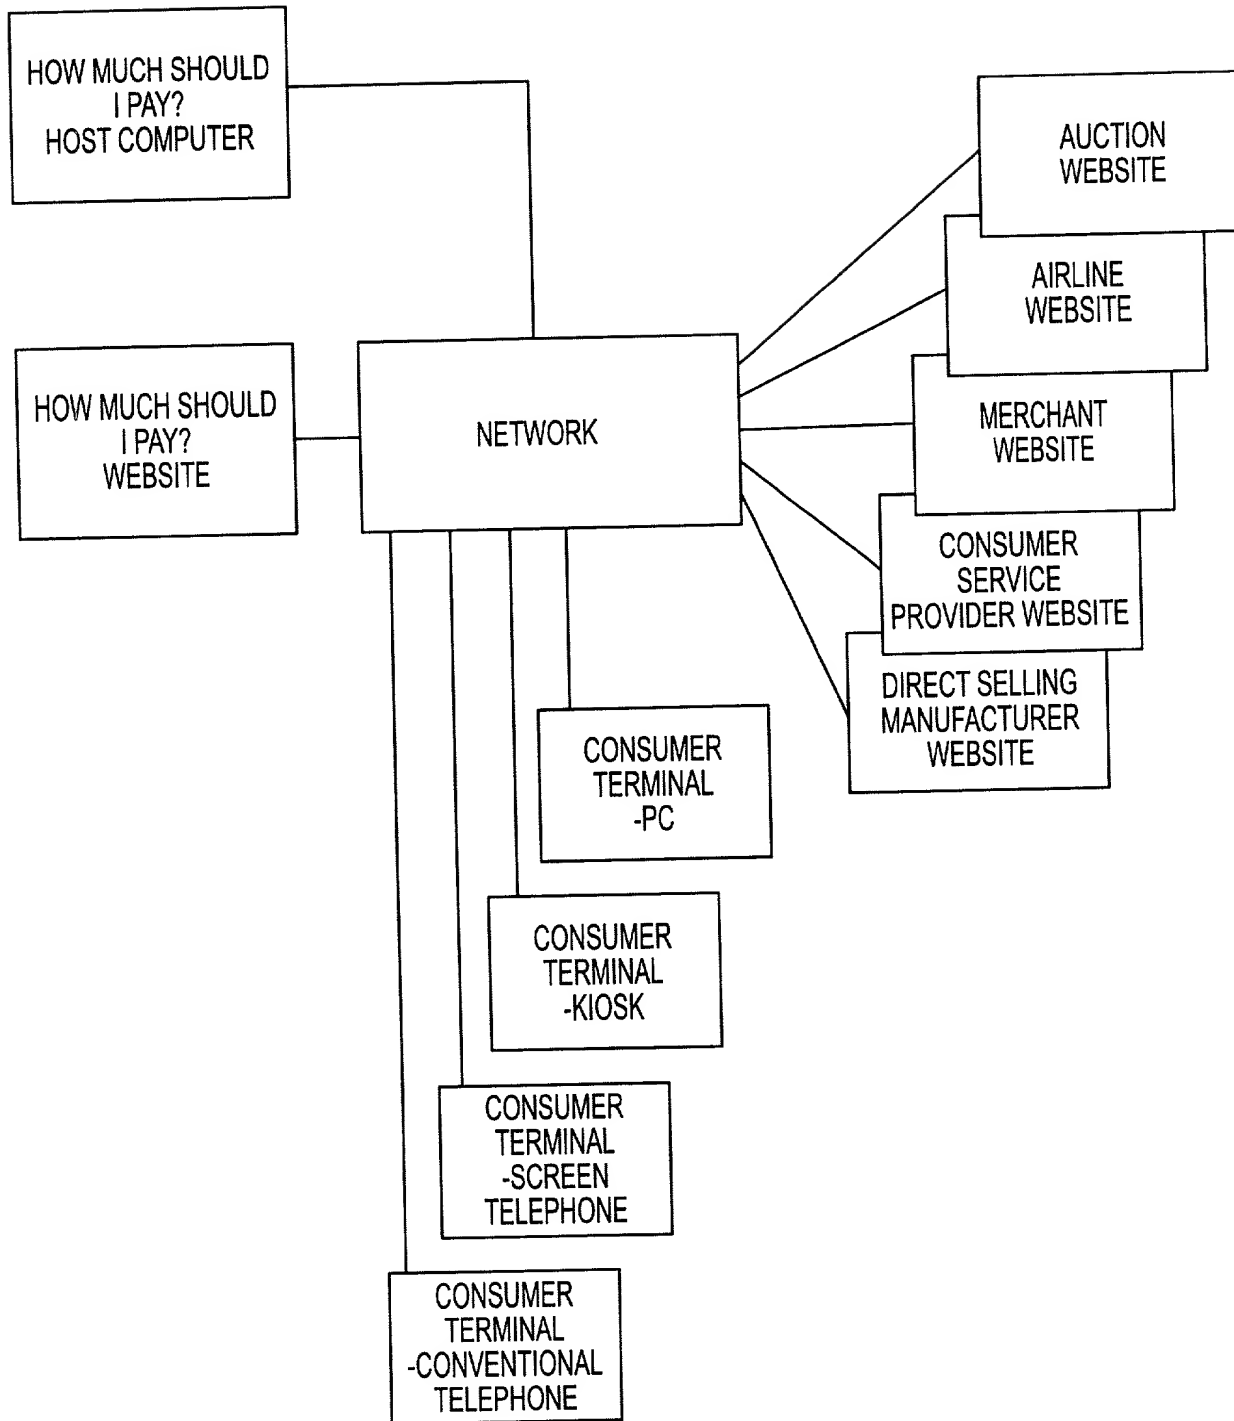 HOW MUCH SHOULD
I PAY?
HOST COMPUTER
AUCTION
WEBSITE
AIRLINE
WEBSITE
HOW MUCH SHOULD
I PAY?
WEBSITE
NETWORK
MERCHANT
WEBSITE
CONSUMER
SERVICE
PROVIDER WEBSITE
DIRECT SELLING
MANUFACTURER
WEBSITE
CONSUMER
TERMINAL
-PC
CONSUMER
TERMINAL
-KIOSK
CONSUMER
TERMINAL
-SCREEN
TELEPHONE
CONSUMER
TERMINAL
-CONVENTIONAL
TELEPHONE